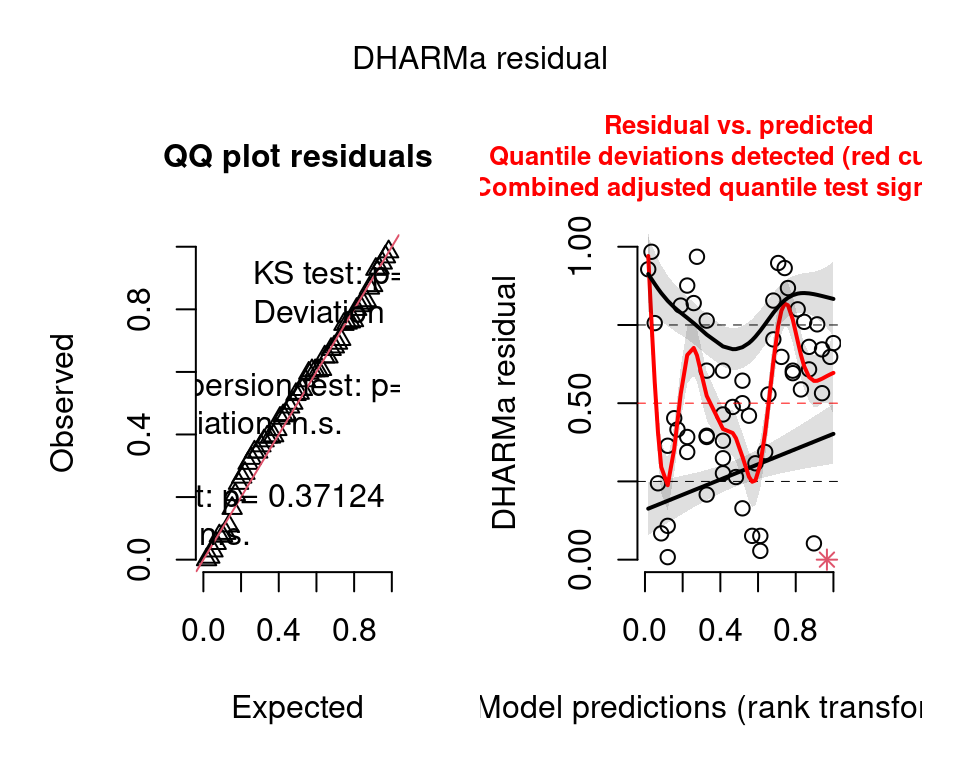 DHARMa residual
QQ plot residuals
KS test: p=
Deviation
persion test: p=
iation n.s.
t: p= 0.37124
n.s.
Observed
0.0 0.4 0.8
0.0 0.4 0.8
Expected
Residual vs. predicted
Quantile deviations detected (red cu
Combined adjusted quantile test sign
DHARMa residual
0.00 0.50 1.00
0.0 0.4 0.8
Model predictions (rank transfor